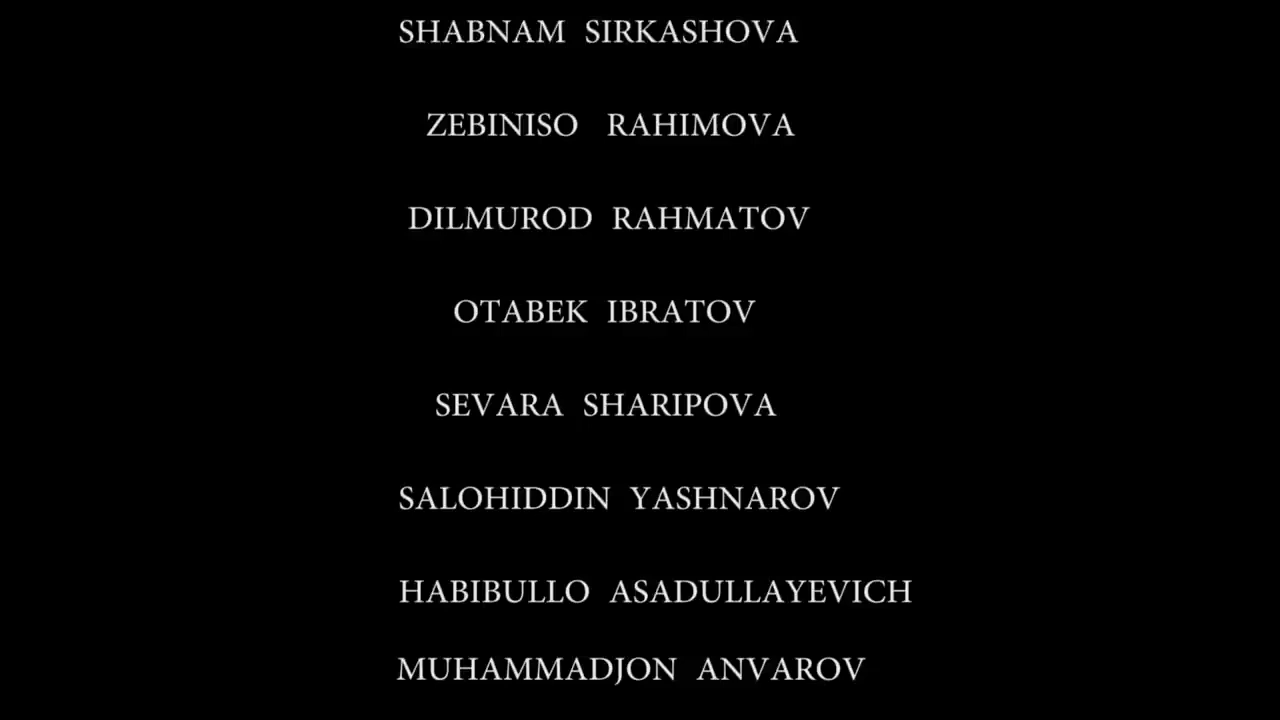 SHABNAM SIRKASHOVA
ZEBINISO RAHIMOVA
DILMUROD RAHMATOV
OTABEK IBRATOV
SEVARA SHARIPOVA
SALOHIDDIN YASHNAROV
HABIBULLO ASADULLAYEVICH
MUHAMMADJON ANVAROV